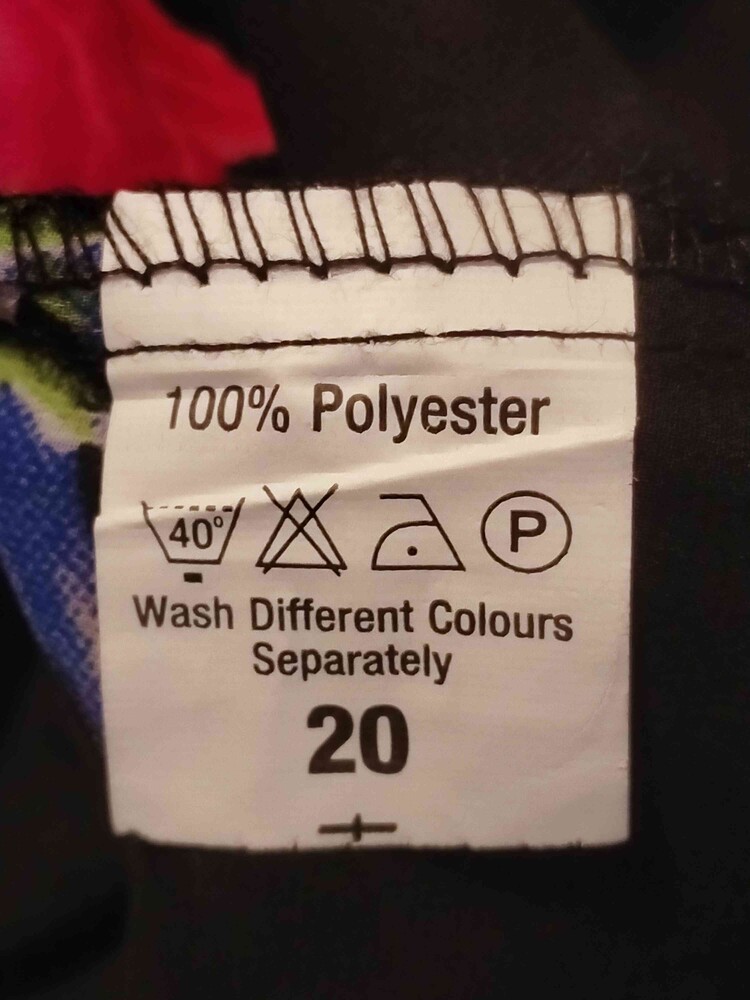 100% Polyester
40° P
Wash Different Colours
Separately
20